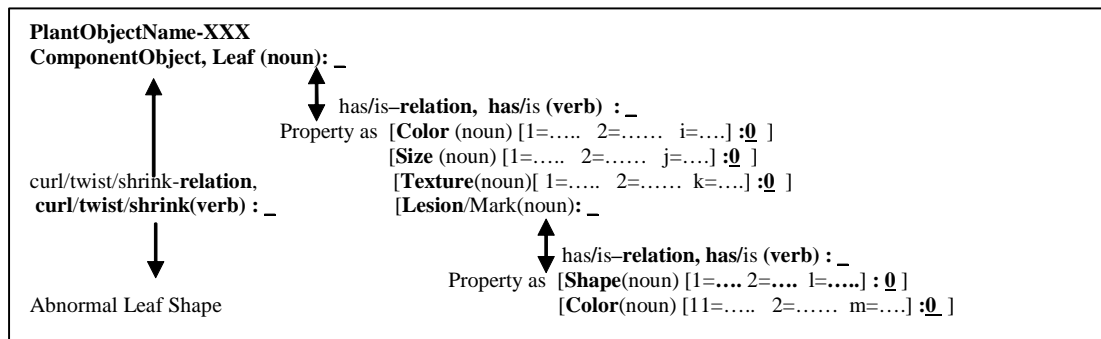 PlantObjectName-XXX
ComponentObject, Leaf (noun): _
has/is–relation, has/is (verb) : _
Property as [Color (noun) [1=….. 2=…… i=….] :0 ]
[Size (noun) [1=….. 2=…… j=….] :0 ]
curl/twist/shrink-relation, [Texture(noun)[ 1=….. 2=…… k=….] :0 ]
curl/twist/shrink(verb) : _ [Lesion/Mark(noun): _
has/is–relation, has/is (verb) : _
Property as [Shape(noun) [1=…. 2=…. l=…..] : 0 ]
Abnormal Leaf Shape [Color(noun) [11=….. 2=…… m=….] :0 ]